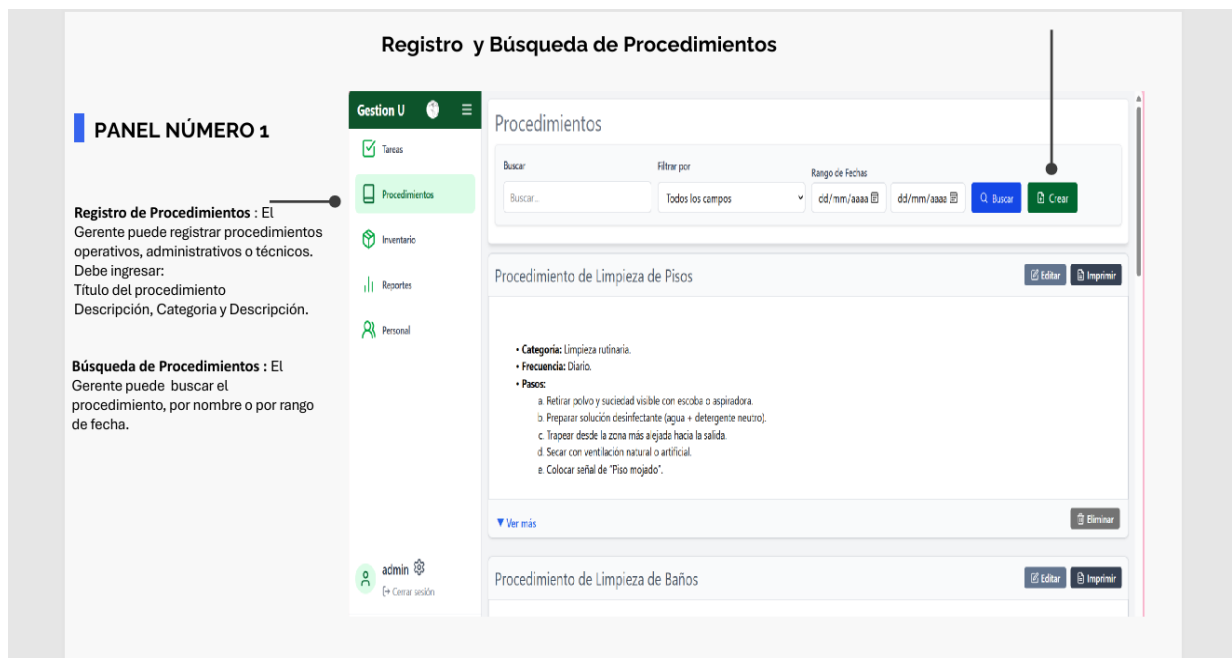 Registro y Búsqueda de Procedimientos
PANEL NÚMERO 1
Registro de Procedimientos : El
Gerente puede registrar procedimientos
operativos, administrativos o técnicos.
Debe ingresar:
Título del procedimiento
Descripción, Categoria y Descripción.
Búsqueda de Procedimientos : El
Gerente puede buscar el
procedimiento, por nombre o por rango
de fecha.
Gestion U
Tareas
Procedimientos
Inventario
Reportes
Personal
admin
Cerrar sesión
Procedimientos
Buscar
Filtrar por
Rango de Fechas
Buscar...
Todos los campos
dd/mm/aaaa
dd/mm/aaaa
Buscar
Crear
Procedimiento de Limpieza de Pisos
Editar
Imprimir
• Categoría: Limpieza rutinaria.
• Frecuencia: Diario.
• Pasos:
a. Retirar polvo y suciedad visible con escoba o aspiradora.
b. Preparar solución desinfectante (agua + detergente neutro).
c. Trapear desde la zona más alejada hacia la salida.
d. Secar con ventilación natural o artificial.
e. Colocar señal de "Piso mojado".
▼ Ver más
Eliminar
Procedimiento de Limpieza de Baños
Editar
Imprimir